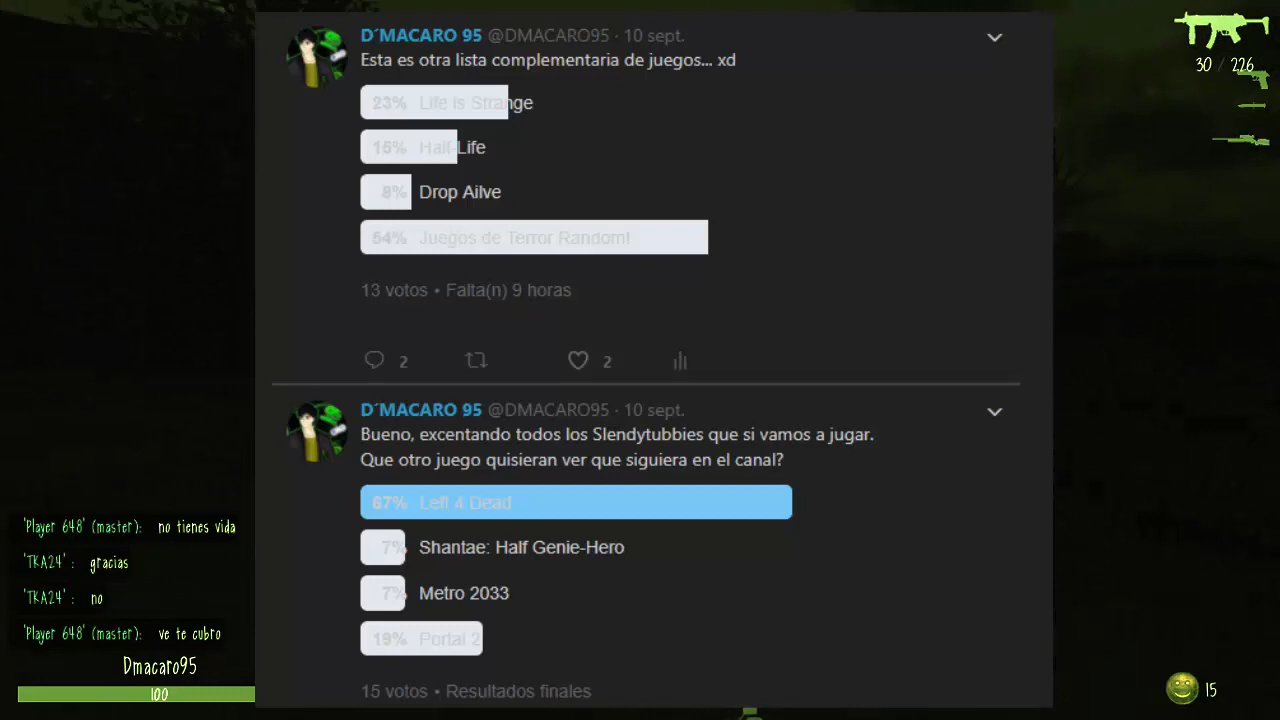 D´MACARO 95 @DMACARO95 · 10 sept.
Esta es otra lista complementaria de juegos... xd
23% Life is Strange
15% Half-Life
8% Drop Ailve
54% Juegos de Terror Random!
13 votos • Falta(n) 9 horas
2 2
D´MACARO 95 @DMACARO95 · 10 sept.
Bueno, excentando todos los Slendytubbies que si vamos a jugar.
Que otro juego quisieran ver que siguiera en el canal?
67% Left 4 Dead
7% Shantae: Half Genie-Hero
7% Metro 2033
19% Portal 2
15 votos • Resultados finales
30 / 226
'Player 648' (master): no tienes vida
'TKA24' : gracias
'TKA24' : no
'Player 648' (master): ve te cubro
Dmacaro95
100
15